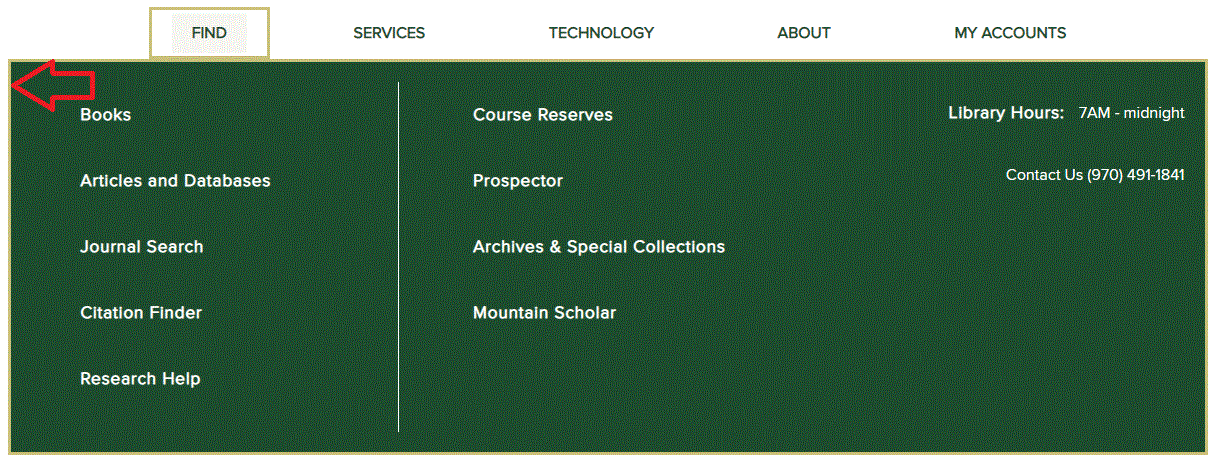 FIND
SERVICES
TECHNOLOGY
ABOUT
MY ACCOUNTS
Books
Articles and Databases
Journal Search
Citation Finder
Research Help
Course Reserves
Prospector
Archives & Special Collections
Mountain Scholar
Library Hours: 7AM - midnight
Contact Us (970) 491-1841